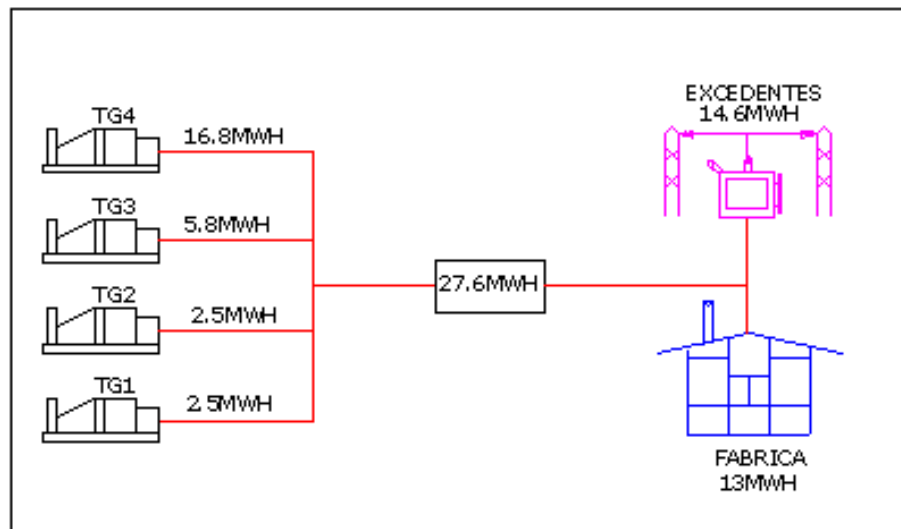 TG4
16.8MWH
TG3
5.8MWH
TG2
2.5MWH
TG1
2.5MWH
27.6MWH
EXCEDENTES
14.6MWH
FABRICA
13MWH